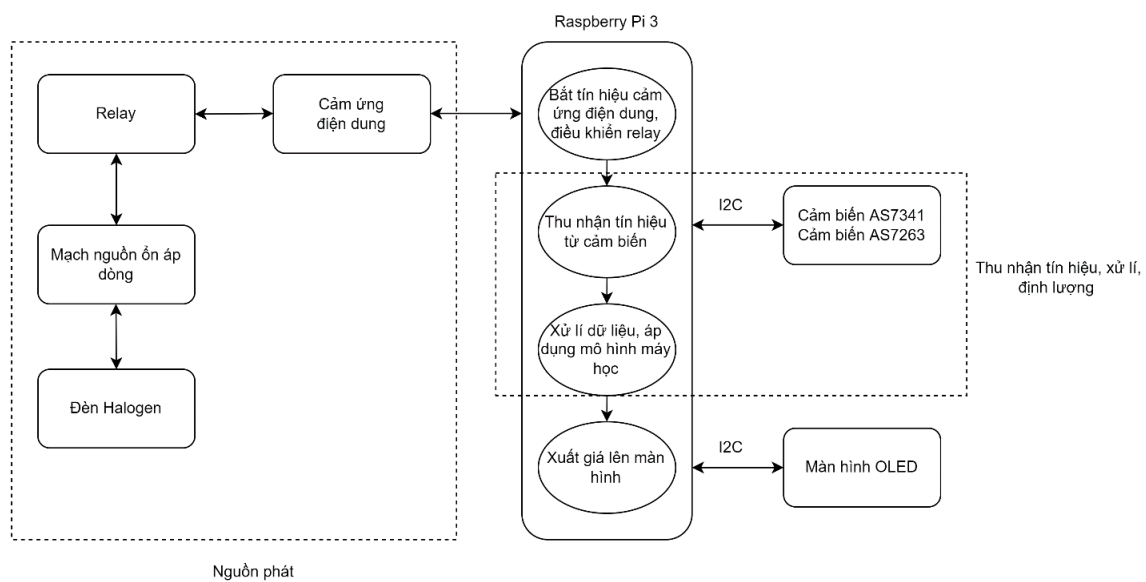 Raspberry Pi 3
Relay
Cảm ứng
điện dung
Bắt tín hiệu cảm
ứng điện dung,
điều khiển relay
Thu nhận tín hiệu
từ cảm biến
I2C
Cảm biến AS7341
Cảm biến AS7263
Mạch nguồn ổn áp
dòng
Thu nhận tín hiệu, xử lí,
định lượng
Xử lí dữ liệu, áp
dụng mô hình máy
học
Đèn Halogen
Xuất giá lên màn
hình
I2C
Màn hình OLED
Nguồn phát